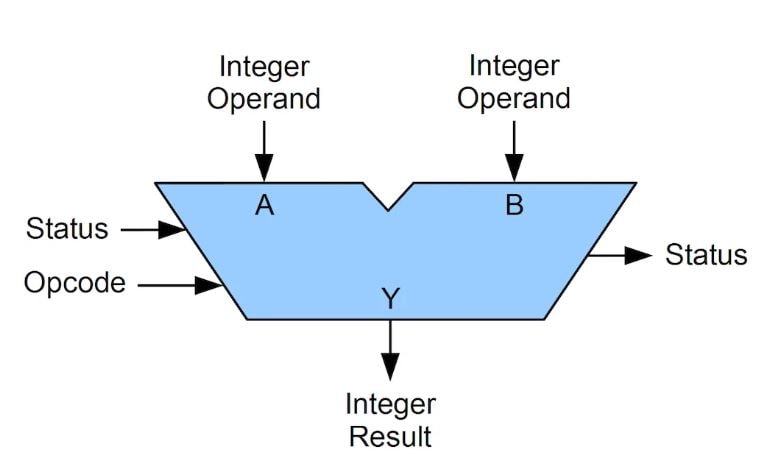 Integer
Operand
Integer
Operand
A
B
Status
Status
Opcode
Y
Integer
Result